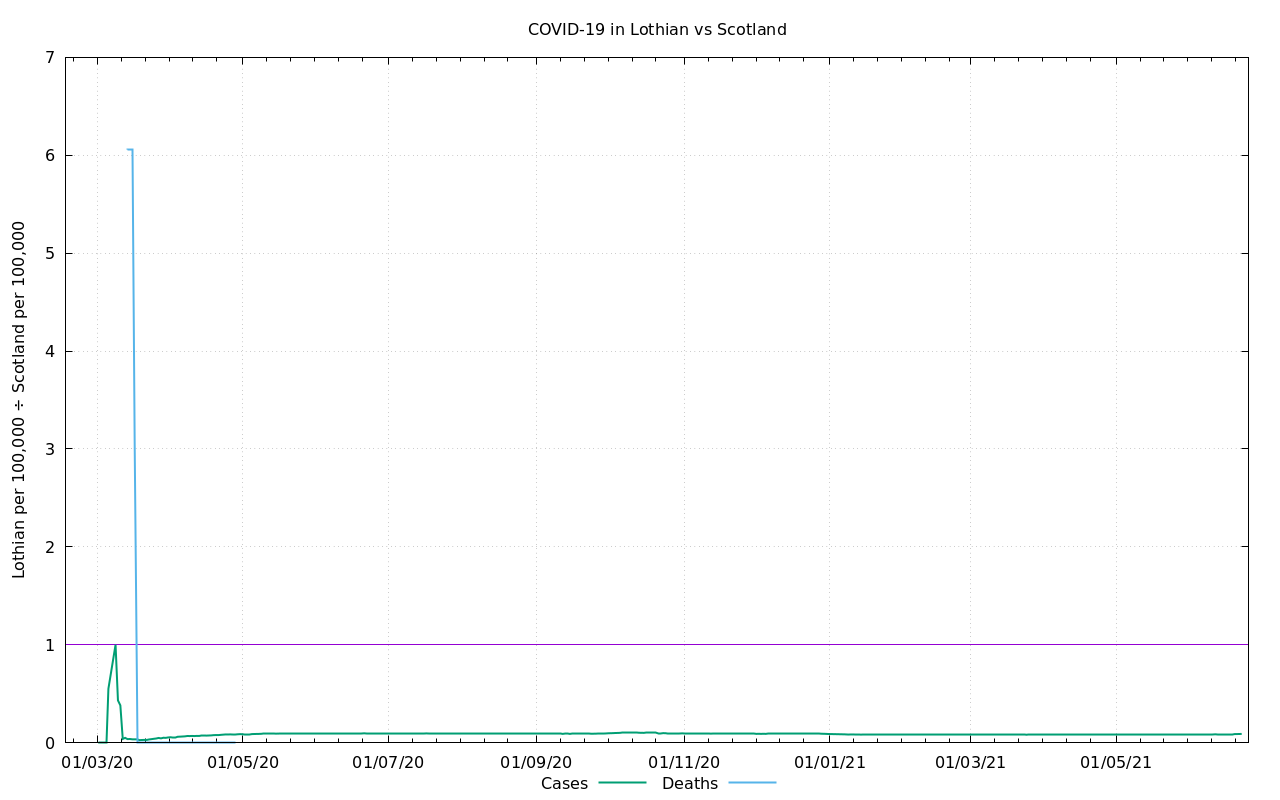 COVID-19 in Lothian vs Scotland
Lothian per 100,000 ÷ Scotland per 100,000
7
6
5
4
3
2
1
0
01/03/20 01/05/20 01/07/20 01/09/20 01/11/20 01/01/21 01/03/21 01/05/21
Cases Deaths